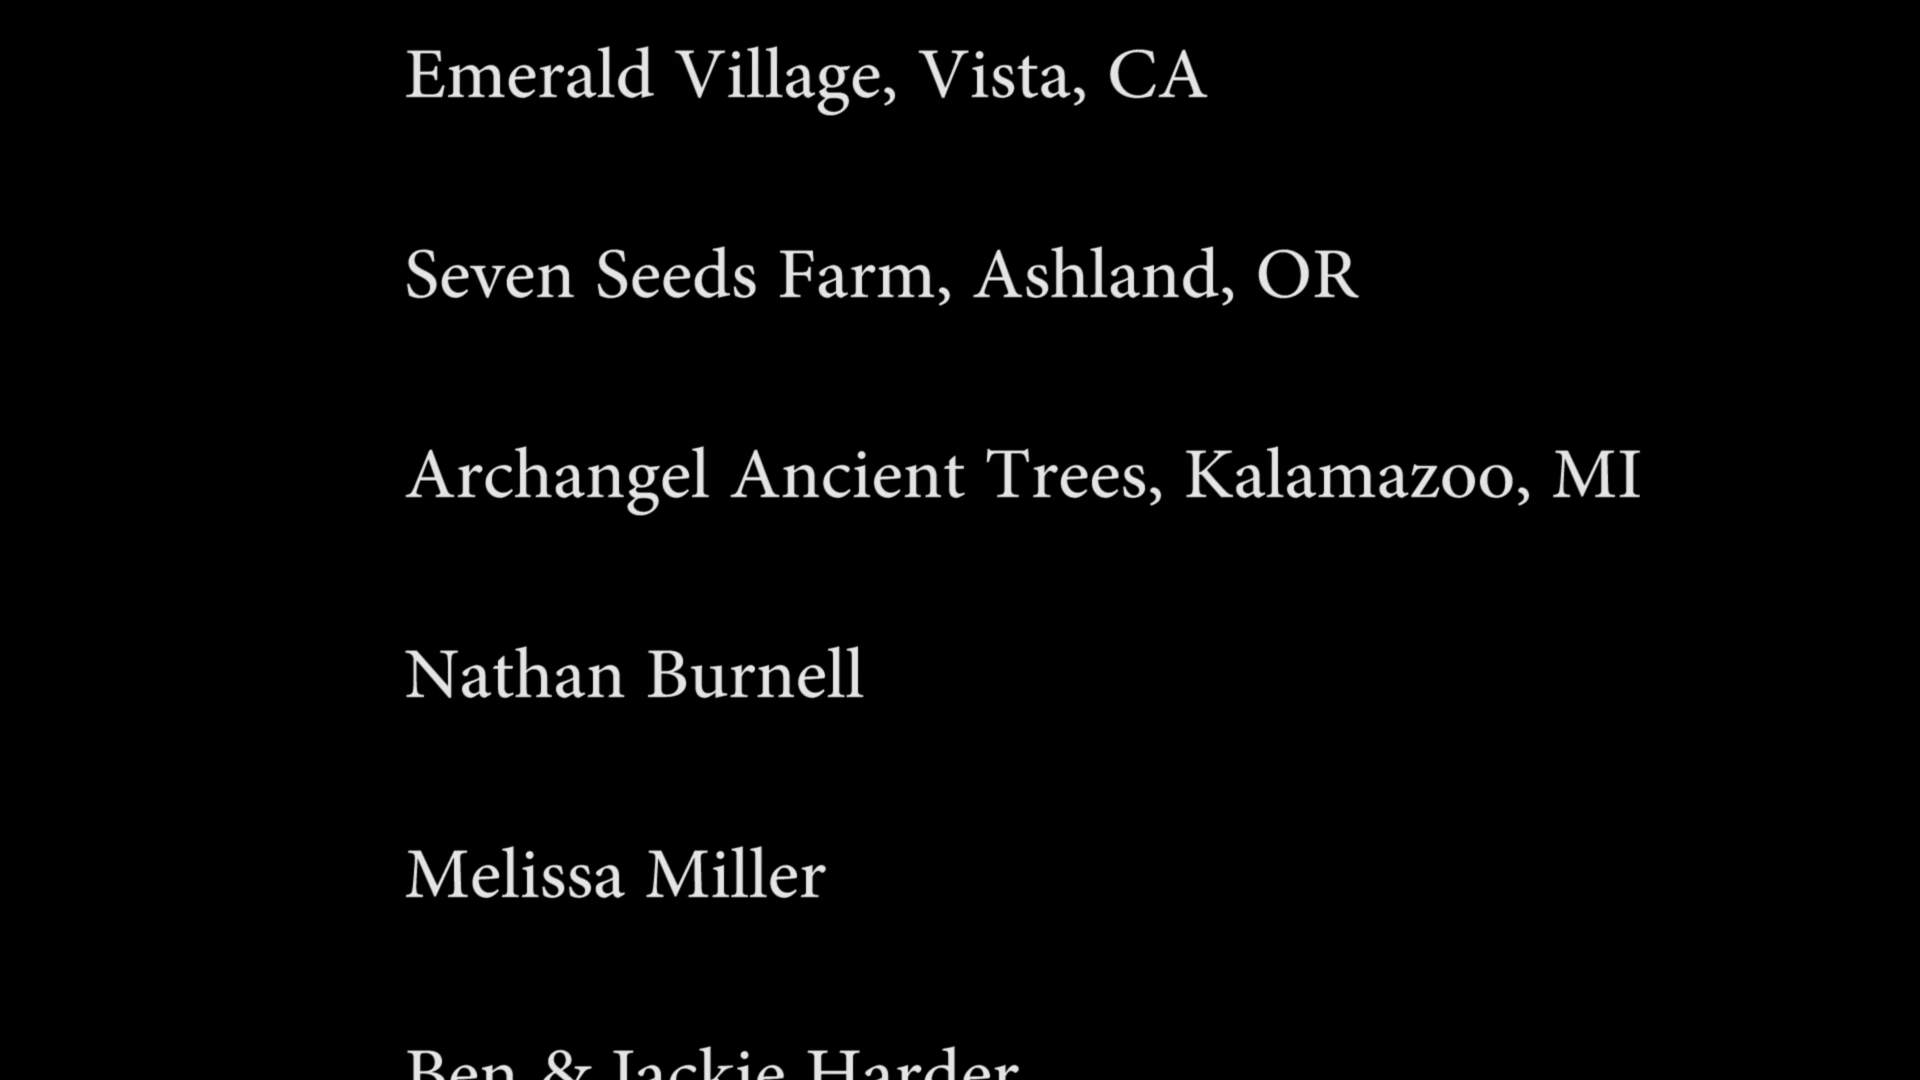 Emerald Village, Vista, CA
Seven Seeds Farm, Ashland, OR
Archangel Ancient Trees, Kalamazoo, MI
Nathan Burnell
Melissa Miller
Ben & Jackie Harder